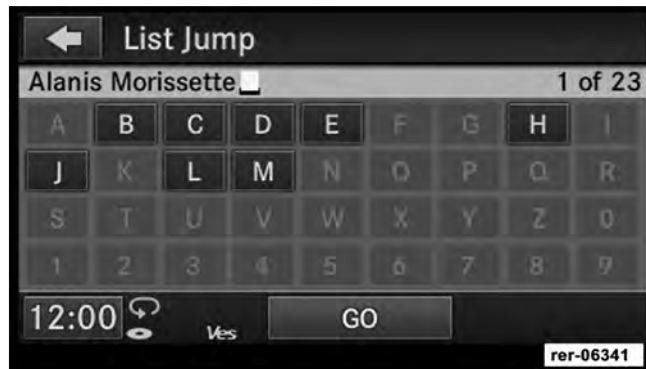 List Jump
Alanis Morissette 1 of 23
A B C D E F G H I
J K L M N O P Q R
S T U V W X Y Z 0
1 2 3 4 5 6 7 8 9
12:00 Ves GO
rer-06341